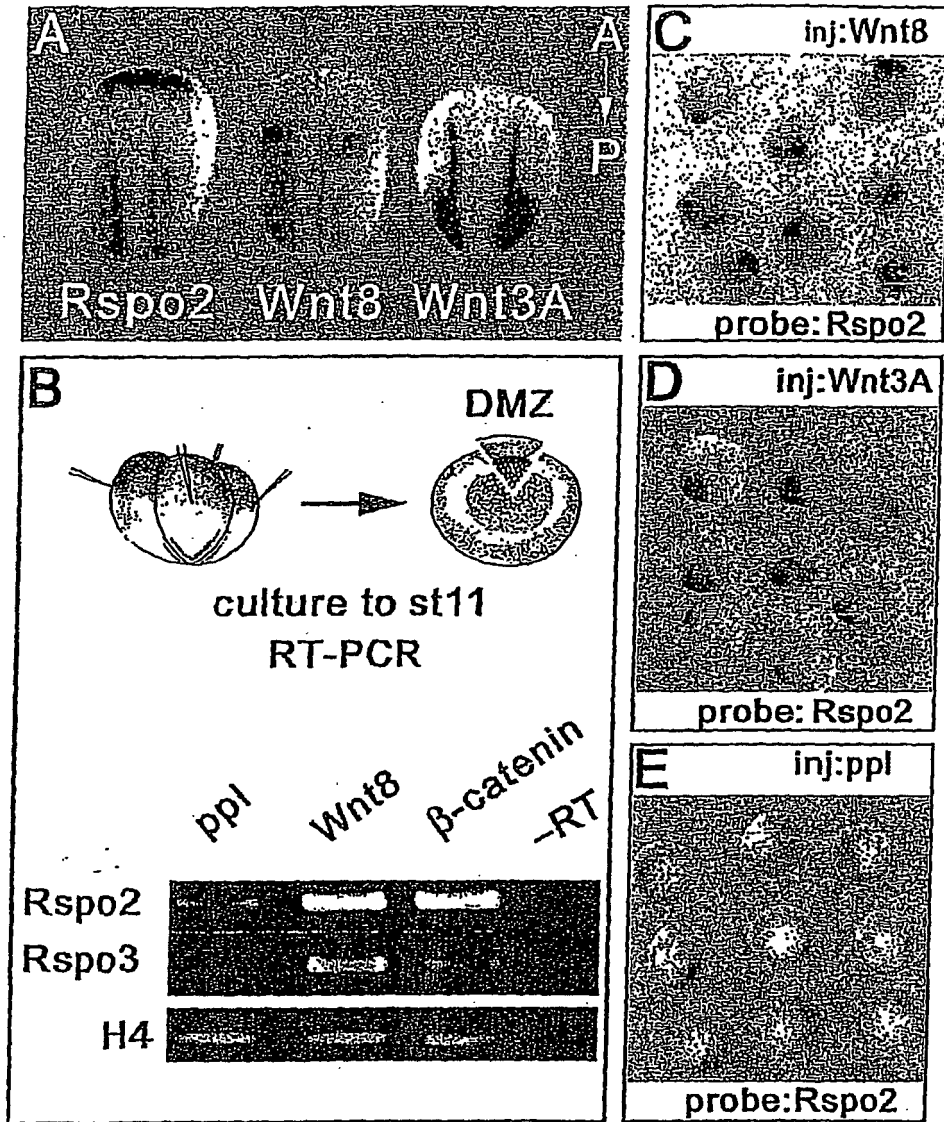 A
A
P
Rspo2 Wnt8 Wnt3A
B
DMZ
culture to st11
RT-PCR
ppl Wnt8 β-catenin –RT
Rspo2
Rspo3
H4
C
inj:Wnt8
probe:Rspo2
D
inj:Wnt3A
probe:Rspo2
E
inj:ppl
probe:Rspo2